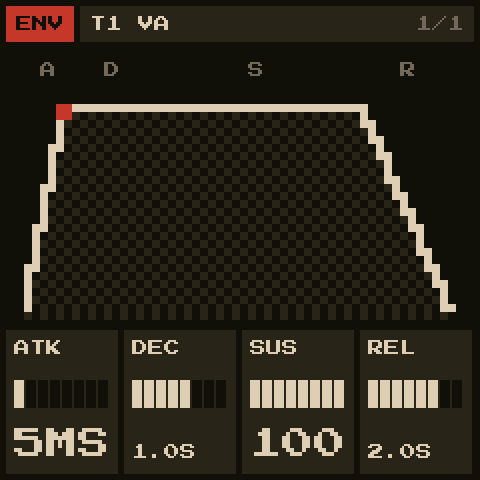 ENV T1 VA 1/1
A D S R
ATK DEC SUS REL
5MS 1.0S 100 2.0S